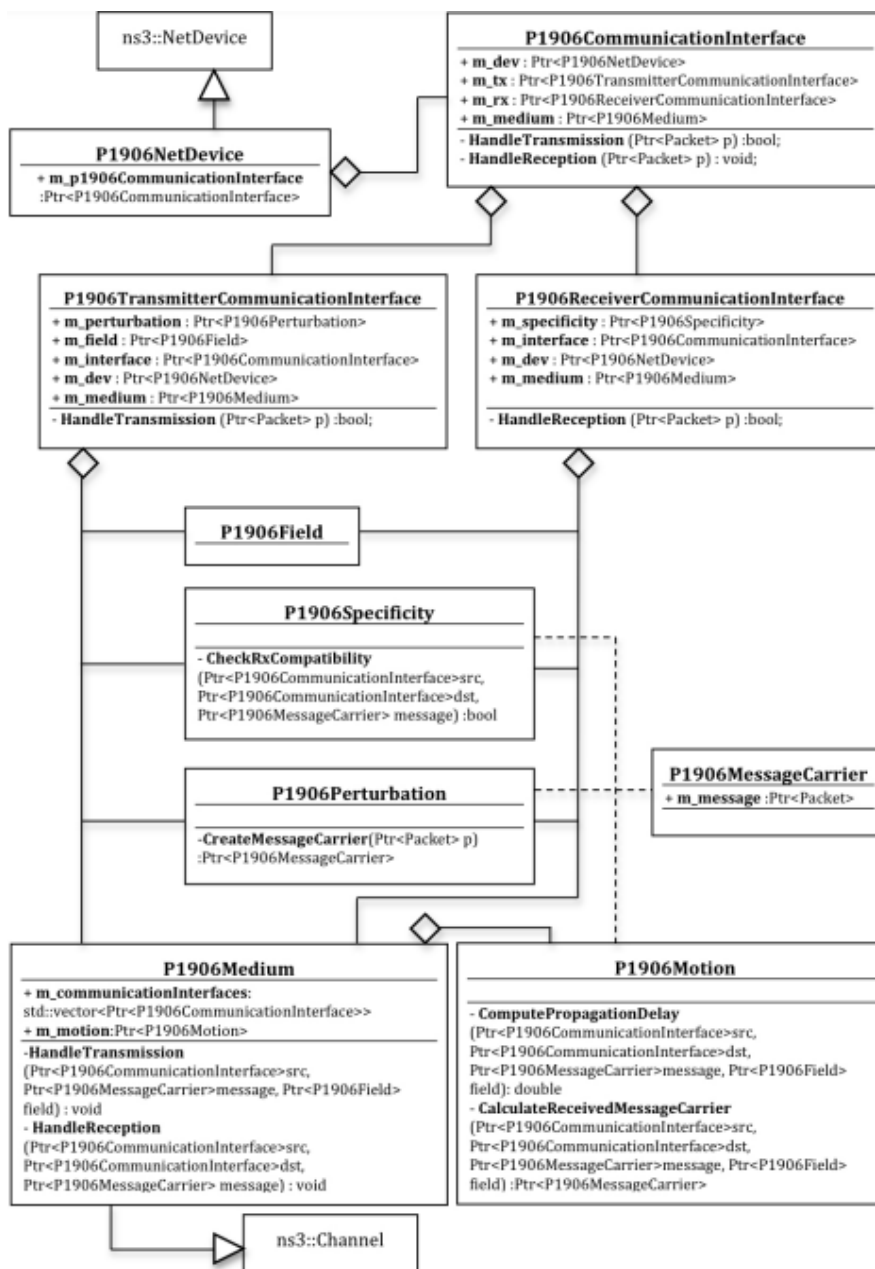 ns3::NetDevice
P1906CommunicationInterface
+ m_dev : Ptr<P1906NetDevice>
+ m_tx : Ptr<P1906TransmitterCommunicationInterface>
+ m_rx : Ptr<P1906ReceiverCommunicationInterface>
+ m_medium : Ptr<P1906Medium>
- HandleTransmission (Ptr<Packet> p) :bool;
- HandleReception (Ptr<Packet> p) : void;
P1906NetDevice
+ m_p1906CommunicationInterface
:Ptr<P1906CommunicationInterface>
P1906TransmitterCommunicationInterface
+ m_perturbation : Ptr<P1906Perturbation>
+ m_field : Ptr<P1906Field>
+ m_interface : Ptr<P1906CommunicationInterface>
+ m_dev : Ptr<P1906NetDevice>
+ m_medium : Ptr<P1906Medium>
- HandleTransmission (Ptr<Packet> p) :bool;
P1906ReceiverCommunicationInterface
+ m_specificity : Ptr<P1906Specificity>
+ m_interface : Ptr<P1906CommunicationInterface>
+ m_dev : Ptr<P1906NetDevice>
+ m_medium : Ptr<P1906Medium>
- HandleReception (Ptr<Packet> p) :bool;
P1906Field
P1906Specificity
- CheckRxCompatibility
(Ptr<P1906CommunicationInterface>src,
Ptr<P1906CommunicationInterface>dst,
Ptr<P1906MessageCarrier> message) :bool
P1906Perturbation
-CreateMessageCarrier(Ptr<Packet> p)
:Ptr<P1906MessageCarrier>
P1906MessageCarrier
+ m_message :Ptr<Packet>
P1906Medium
+ m_communicationInterfaces:
std::vector<Ptr<P1906CommunicationInterface>>
+ m_motion:Ptr<P1906Motion>
-HandleTransmission
(Ptr<P1906CommunicationInterface>src,
Ptr<P1906MessageCarrier>message, Ptr<P1906Field>
field) : void
- HandleReception
(Ptr<P1906CommunicationInterface>src,
Ptr<P1906CommunicationInterface>dst,
Ptr<P1906MessageCarrier> message) : void
P1906Motion
- ComputePropagationDelay
(Ptr<P1906CommunicationInterface>src,
Ptr<P1906CommunicationInterface>dst,
Ptr<P1906MessageCarrier>message, Ptr<P1906Field>
field): double
- CalculateReceivedMessageCarrier
(Ptr<P1906CommunicationInterface>src,
Ptr<P1906CommunicationInterface>dst,
Ptr<P1906MessageCarrier>message, Ptr<P1906Field>
field) :Ptr<P1906MessageCarrier>
ns3::Channel